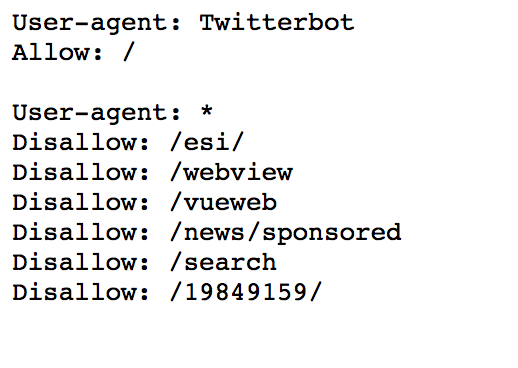 User-agent: Twitterbot
Allow: /
User-agent: *
Disallow: /esi/
Disallow: /webview
Disallow: /vueweb
Disallow: /news/sponsored
Disallow: /search
Disallow: /19849159/